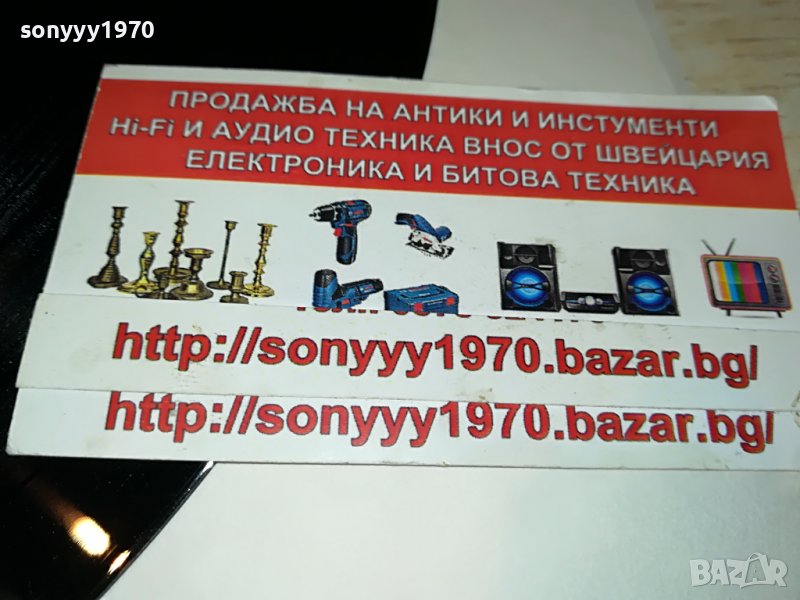 sonyyy1970
ПРОДАЖБА НА АНТИКИ И ИНСТУМЕНТИ
Hi-Fi И АУДИО ТЕХНИКА ВНОС ОТ ШВЕЙЦАРИЯ
ЕЛЕКТРОНИКА И БИТОВА ТЕХНИКА
http://sonyyy1970.bazar.bg/
http://sonyyy1970.bazar.bg/
BAZAR